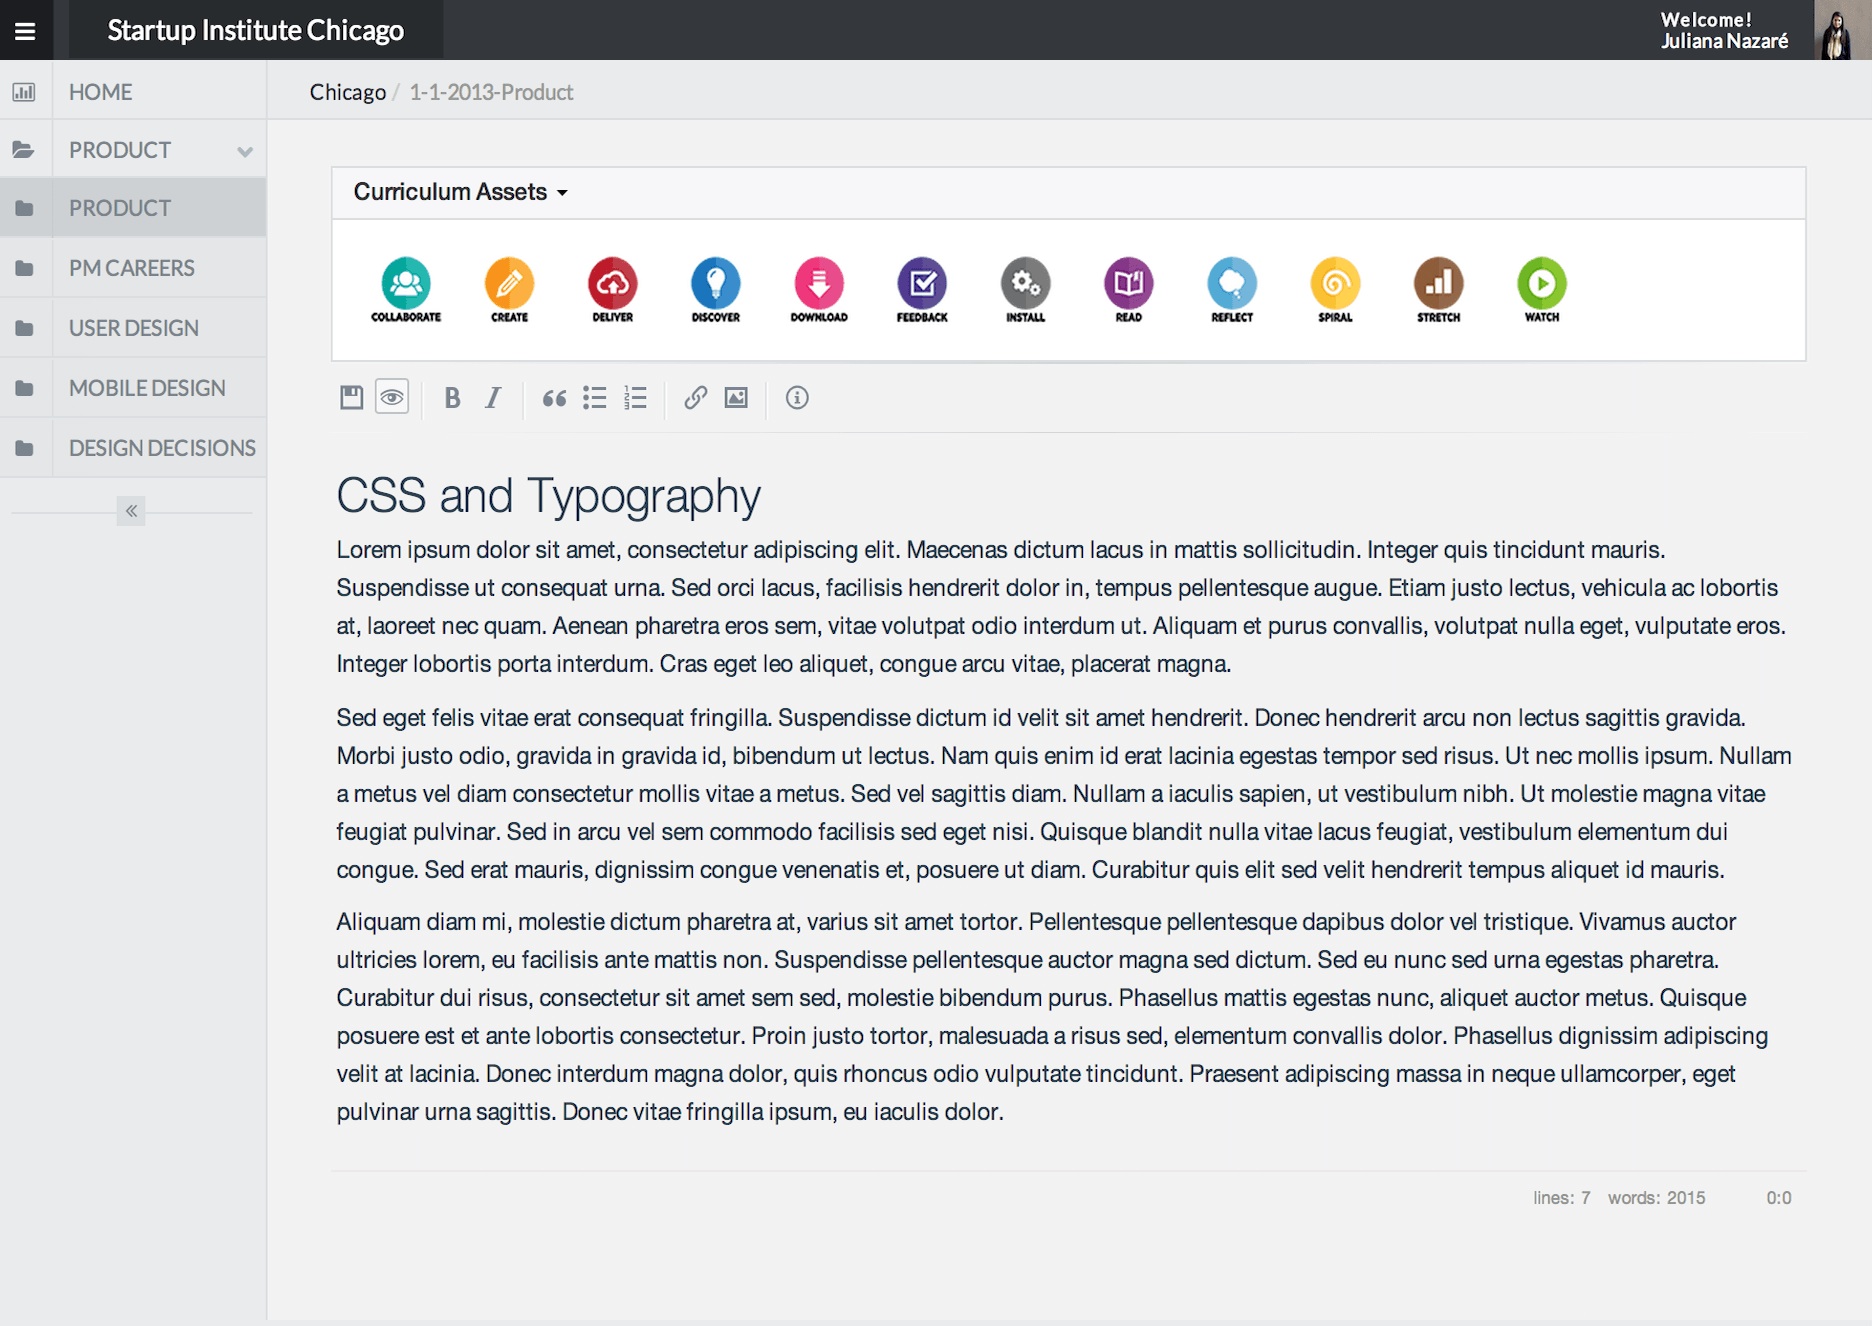 Startup Institute Chicago
Welcome!
Juliana Nazaré
HOME
PRODUCT
PRODUCT
PM CAREERS
USER DESIGN
MOBILE DESIGN
DESIGN DECISIONS
«
Chicago / 1-1-2013-Product
Curriculum Assets
COLLABORATE CREATE DELIVER DISCOVER DOWNLOAD FEEDBACK INSTALL READ REFLECT SPIRAL STRETCH WATCH
B I
CSS and Typography
Lorem ipsum dolor sit amet, consectetur adipiscing elit. Maecenas dictum lacus in mattis sollicitudin. Integer quis tincidunt mauris.
Suspendisse ut consequat urna. Sed orci lacus, facilisis hendrerit dolor in, tempus pellentesque augue. Etiam justo lectus, vehicula ac lobortis
at, laoreet nec quam. Aenean pharetra eros sem, vitae volutpat odio interdum ut. Aliquam et purus convallis, volutpat nulla eget, vulputate eros.
Integer lobortis porta interdum. Cras eget leo aliquet, congue arcu vitae, placerat magna.
Sed eget felis vitae erat consequat fringilla. Suspendisse dictum id velit sit amet hendrerit. Donec hendrerit arcu non lectus sagittis gravida.
Morbi justo odio, gravida in gravida id, bibendum ut lectus. Nam quis enim id erat lacinia egestas tempor sed risus. Ut nec mollis ipsum. Nullam
a metus vel diam consectetur mollis vitae a metus. Sed vel sagittis diam. Nullam a iaculis sapien, ut vestibulum nibh. Ut molestie magna vitae
feugiat pulvinar. Sed in arcu vel sem commodo facilisis sed eget nisi. Quisque blandit nulla vitae lacus feugiat, vestibulum elementum dui
congue. Sed erat mauris, dignissim congue venenatis et, posuere ut diam. Curabitur quis elit sed velit hendrerit tempus aliquet id mauris.
Aliquam diam mi, molestie dictum pharetra at, varius sit amet tortor. Pellentesque pellentesque dapibus dolor vel tristique. Vivamus auctor
ultricies lorem, eu facilisis ante mattis non. Suspendisse pellentesque auctor magna sed dictum. Sed eu nunc sed urna egestas pharetra.
Curabitur dui risus, consectetur sit amet sem sed, molestie bibendum purus. Phasellus mattis egestas nunc, aliquet auctor metus. Quisque
posuere est et ante lobortis consectetur. Proin justo tortor, malesuada a risus sed, elementum convallis dolor. Phasellus dignissim adipiscing
velit at lacinia. Donec interdum magna dolor, quis rhoncus odio vulputate tincidunt. Praesent adipiscing massa in neque ullamcorper, eget
pulvinar urna sagittis. Donec vitae fringilla ipsum, eu iaculis dolor.
lines: 7 words: 2015 0:0